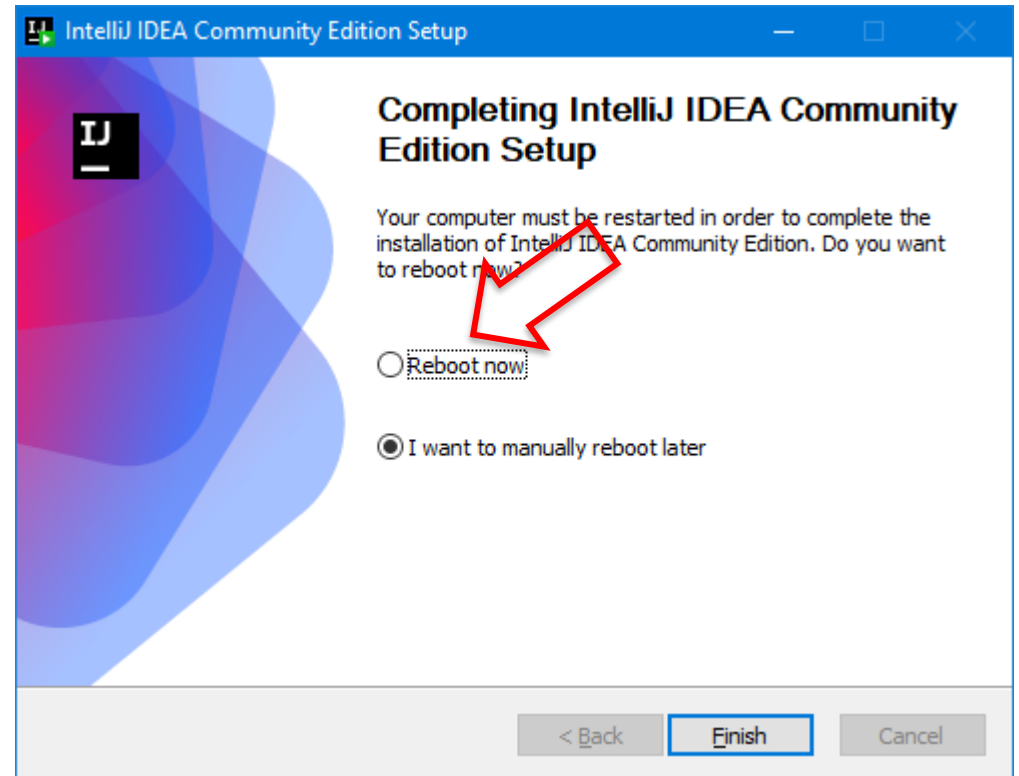 IntelliJ IDEA Community Edition Setup
IJ
Completing IntelliJ IDEA Community
Edition Setup
Your computer must be restarted in order to complete the
installation of IntelliJ IDEA Community Edition. Do you want
to reboot now?
Reboot now
I want to manually reboot later
< Back
Finish
Cancel